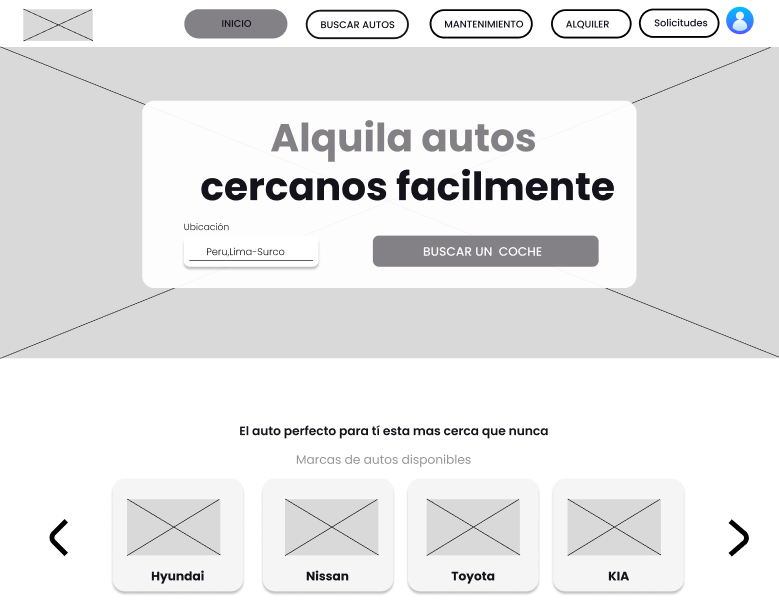 INICIO
BUSCAR AUTOS
MANTENIMIENTO
ALQUILER
Solicitudes
Alquila autos
cercanos facilmente
Ubicación
Peru,Lima-Surco
BUSCAR UN COCHE
El auto perfecto para tí esta mas cerca que nunca
Marcas de autos disponibles
Hyundai
Nissan
Toyota
KIA